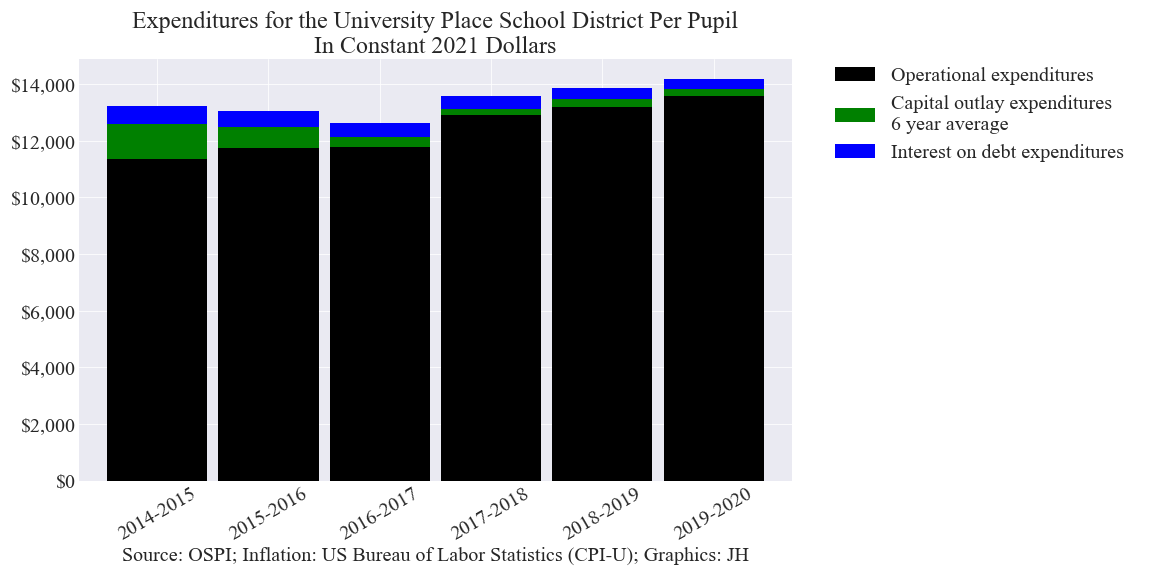 Expenditures for the University Place School District Per Pupil
In Constant 2021 Dollars
$14,000
$12,000
$10,000
$8,000
$6,000
$4,000
$2,000
$0
2014-2015
2015-2016
2016-2017
2017-2018
2018-2019
2019-2020
Source: OSPI; Inflation: US Bureau of Labor Statistics (CPI-U); Graphics: JH
Operational expenditures
Capital outlay expenditures
6 year average
Interest on debt expenditures